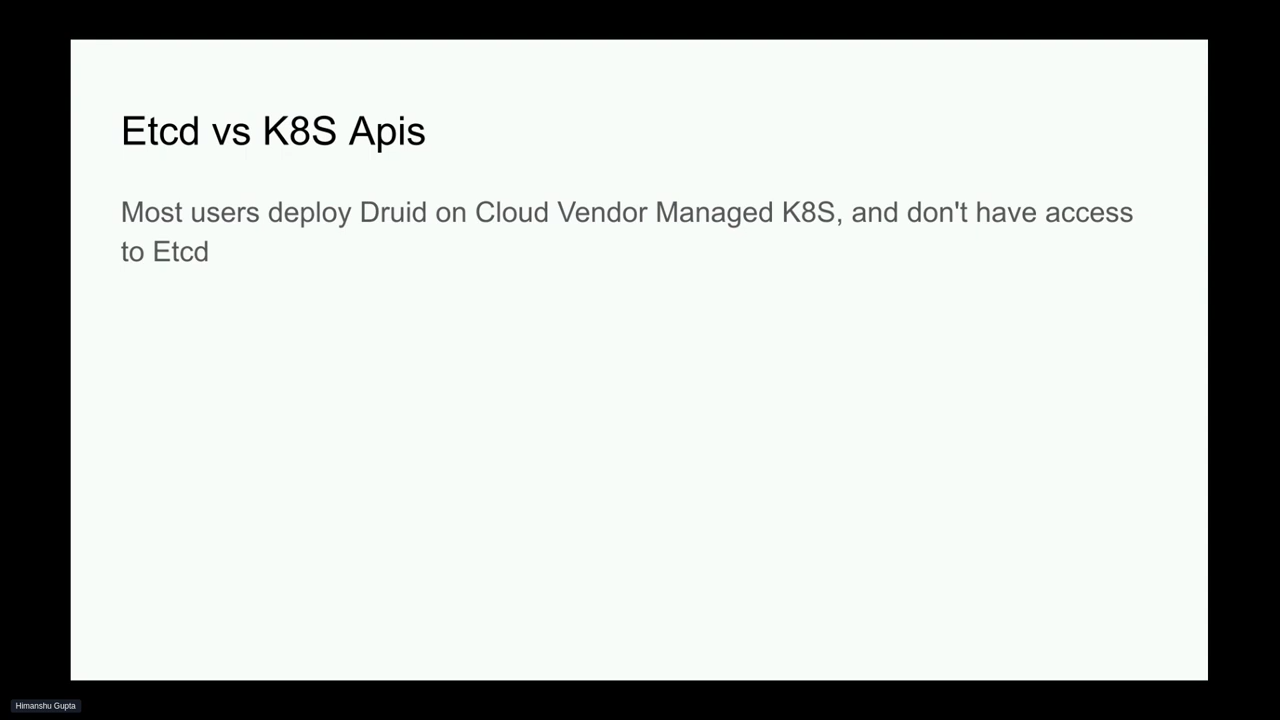 Etcd vs K8S Apis
Most users deploy Druid on Cloud Vendor Managed K8S, and don't have access
to Etcd
Himanshu Gupta